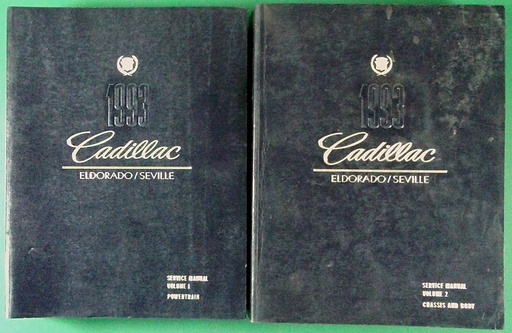 1993
Cadillac
ELDORADO/SEVILLE
SERVICE MANUAL
VOLUME 1
POWERTRAIN
1993
Cadillac
ELDORADO/SEVILLE
SERVICE MANUAL
VOLUME 2
CHASSIS AND BODY